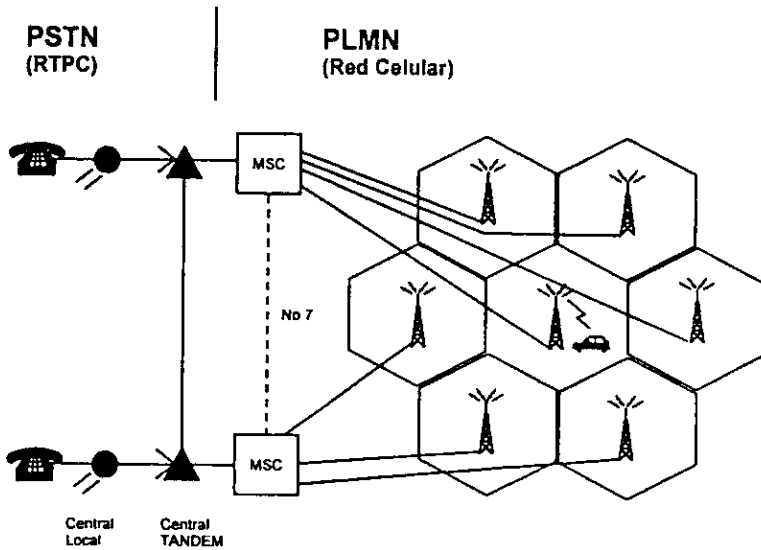 PSTN
(RTPC)
PLMN
(Red Celular)
MSC
No 7
MSC
Central
Local
Central
TANDEM